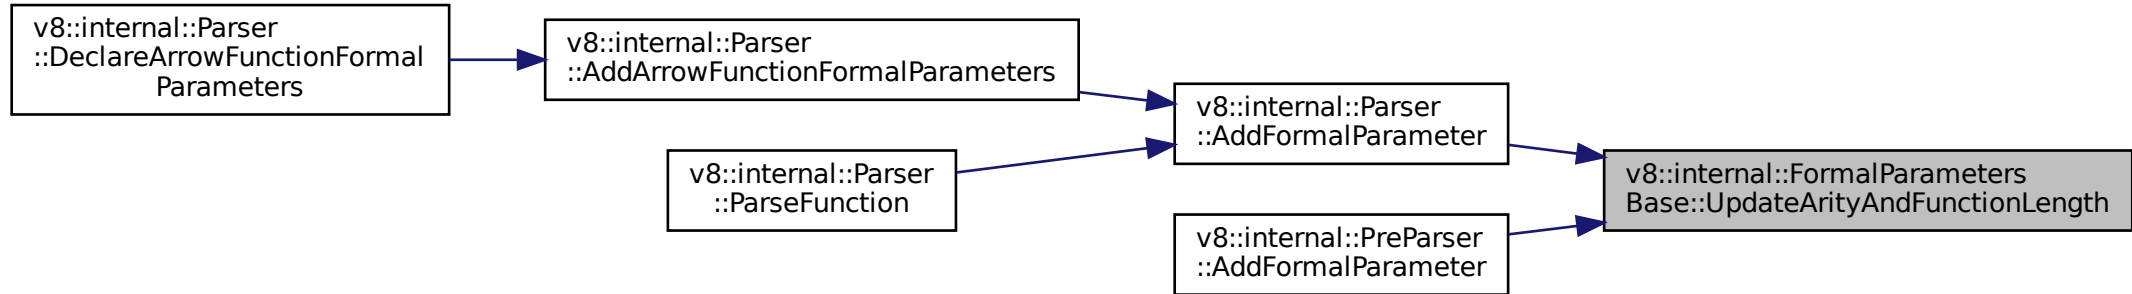 v8::internal::Parser
::DeclareArrowFunctionFormal
Parameters
v8::internal::Parser
::AddArrowFunctionFormalParameters
v8::internal::Parser
::AddFormalParameter
v8::internal::Parser
::ParseFunction
v8::internal::FormalParameters
Base::UpdateArityAndFunctionLength
v8::internal::PreParser
::AddFormalParameter